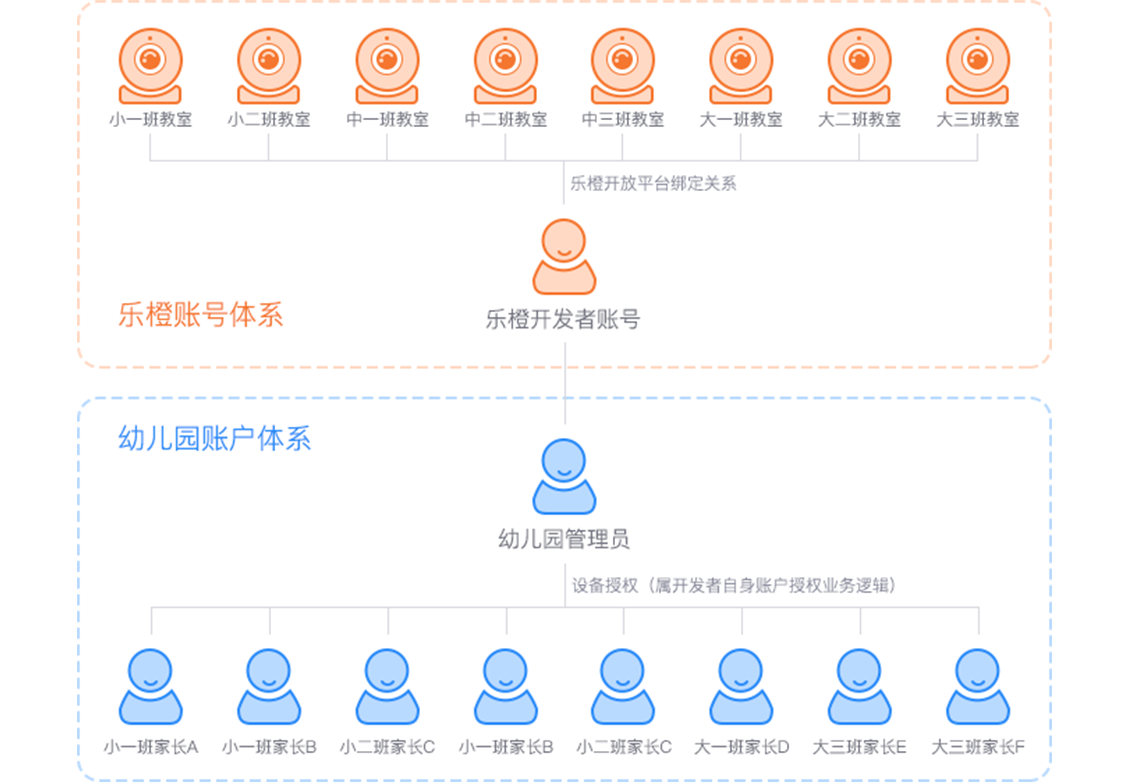 小一班教室 小二班教室 中一班教室 中二班教室 中三班教室 大一班教室 大二班教室 大三班教室
乐橙开放平台绑定关系
乐橙账号体系
乐橙开发者账号
幼儿园账户体系
幼儿园管理员
设备授权（属开发者自身账户授权业务逻辑）
小一班家长A 小一班家长B 小二班家长C 小一班家长B 小二班家长C 大一班家长D 大三班家长E 大三班家长F